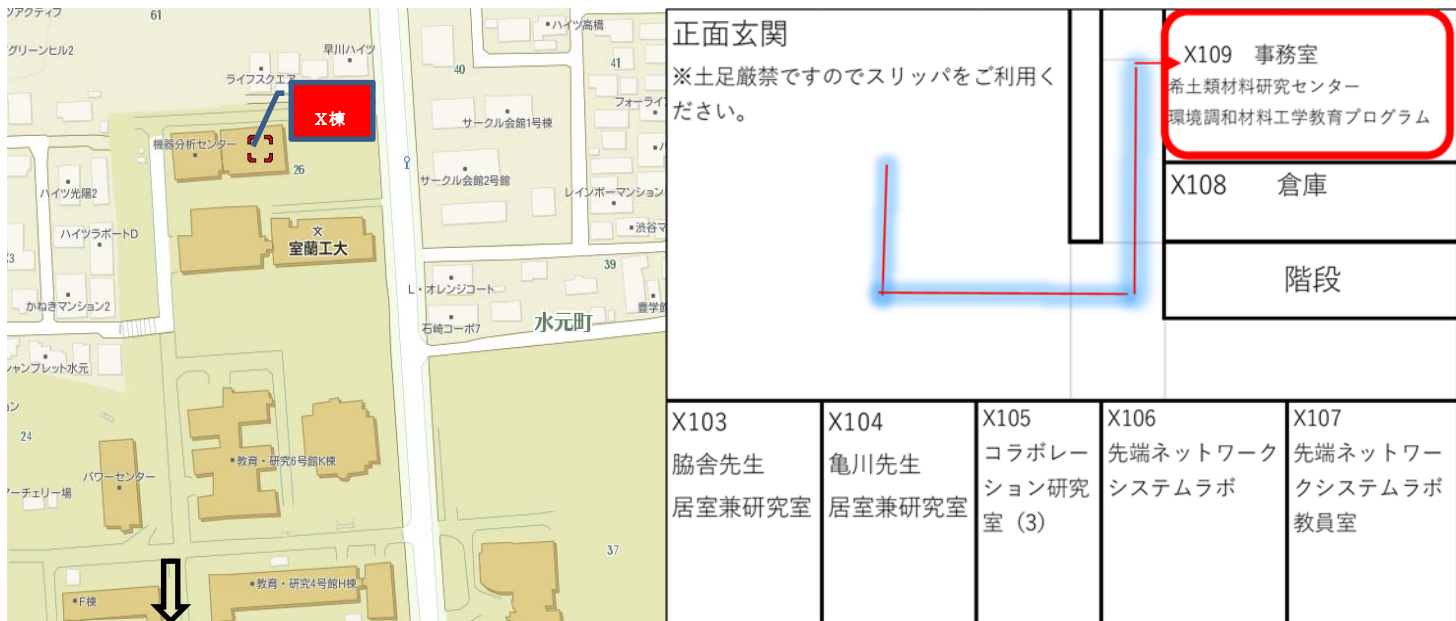 ツアクティフ
61
グリーンヒル2
ライフスクエア
早川ハイツ
X棟
機器分析センター
26
ハイツ光陽2
ハイツラポートD
文
室蘭工大
かねきマンション2
シャンブレット水元
24
パワーセンター
アーチェリー場
教育・研究6号館K棟
F棟
教育・研究4号館H棟
ハイツ高橋
40
41
フォーライ
サークル会館1号棟
サークル会館2号館
レインボーマンション
渋谷マ
39
L・オレンジコート
豊学館
石崎コーポ7
水元町
37
正面玄関
※土足厳禁ですのでスリッパをご利用く
ださい。
X109 事務室
希土類材料研究センター
環境調和材料工学教育プログラム
X108 倉庫
階段
X103
脇舎先生
居室兼研究室
X104
亀川先生
居室兼研究室
X105
コラボレー
ション研究
室（3）
X106
先端ネットワーク
システムラボ
X107
先端ネットワー
クシステムラボ
教員室